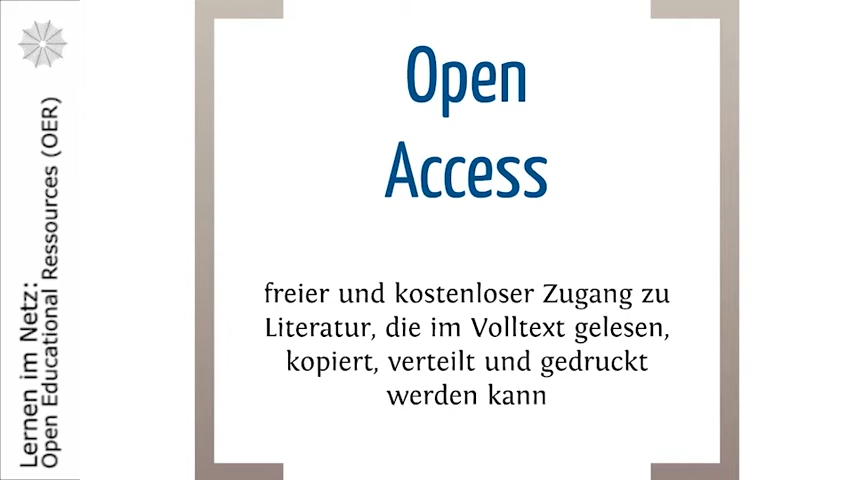 Lernen im Netz:
Open Educational Ressources (OER)
Open
Access
freier und kostenloser Zugang zu
Literatur, die im Volltext gelesen,
kopiert, verteilt und gedruckt
werden kann